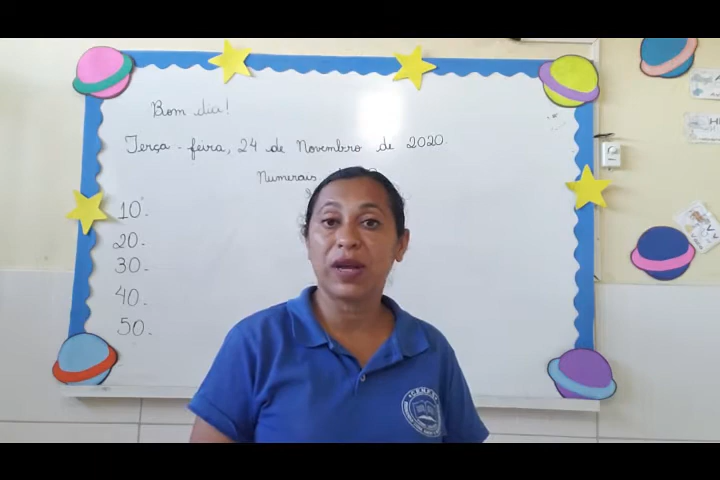 Bom dia!
Terça-feira, 24 de Novembro de 2020.
Numerais
10°-
20-
30-
40-
50-